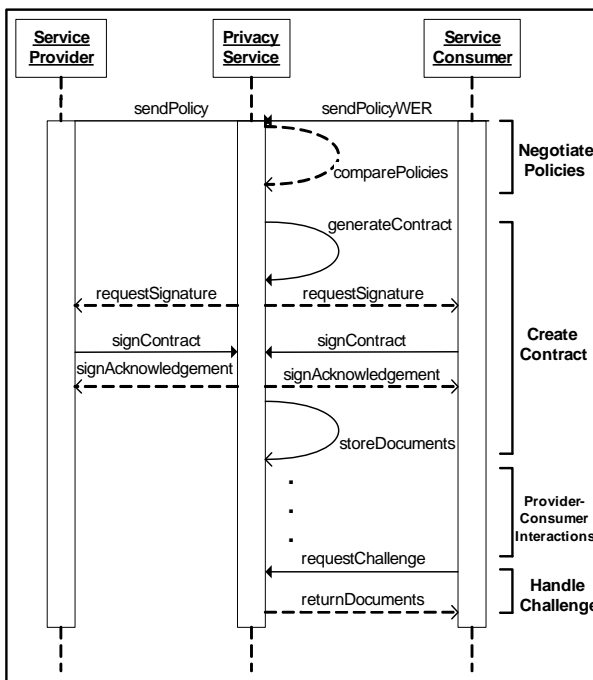 Service
Provider
Privacy
Service
Service
Consumer
sendPolicy
sendPolicyWER
comparePolicies
Negotiate
Policies
generateContract
requestSignature
requestSignature
signContract
signContract
signAcknowledgement
signAcknowledgement
storeDocuments
Create
Contract
Provider-
Consumer
Interactions
requestChallenge
returnDocuments
Handle
Challenge